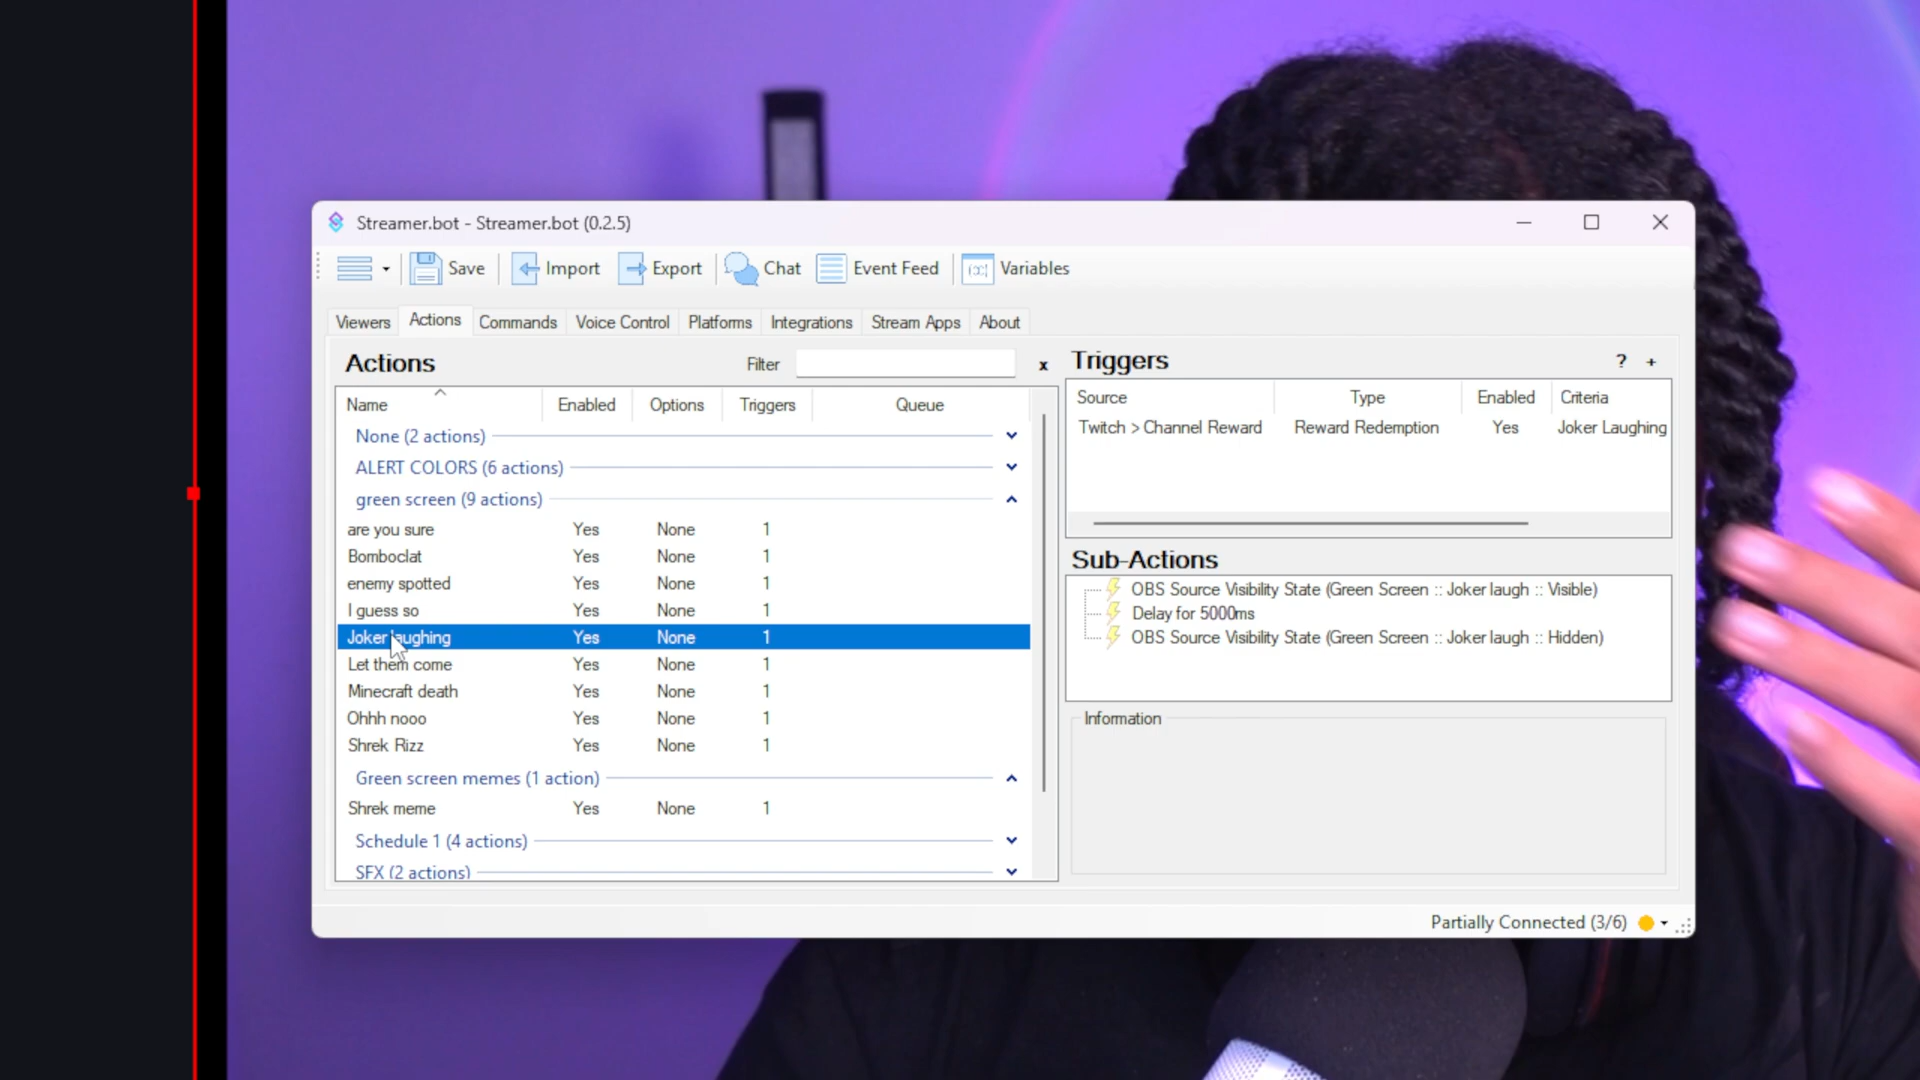 Streamer.bot - Streamer.bot (0.2.5)
Save Import Export Chat Event Feed Variables
Viewers Actions Commands Voice Control Platforms Integrations Stream Apps About
Actions Filter x
Name Enabled Options Triggers Queue
None (2 actions)
ALERT COLORS (6 actions)
green screen (9 actions)
are you sure Yes None 1
Bomboclat Yes None 1
enemy spotted Yes None 1
I guess so Yes None 1
Joker laughing Yes None 1
Let them come Yes None 1
Minecraft death Yes None 1
Ohhh nooo Yes None 1
Shrek Rizz Yes None 1
Green screen memes (1 action)
Shrek meme Yes None 1
Schedule 1 (4 actions)
SFX (2 actions)
Triggers ? +
Source Type Enabled Criteria
Twitch > Channel Reward Reward Redemption Yes Joker Laughing
Sub-Actions
OBS Source Visibility State (Green Screen :: Joker laugh :: Visible)
Delay for 5000ms
OBS Source Visibility State (Green Screen :: Joker laugh :: Hidden)
Information
Partially Connected (3/6)